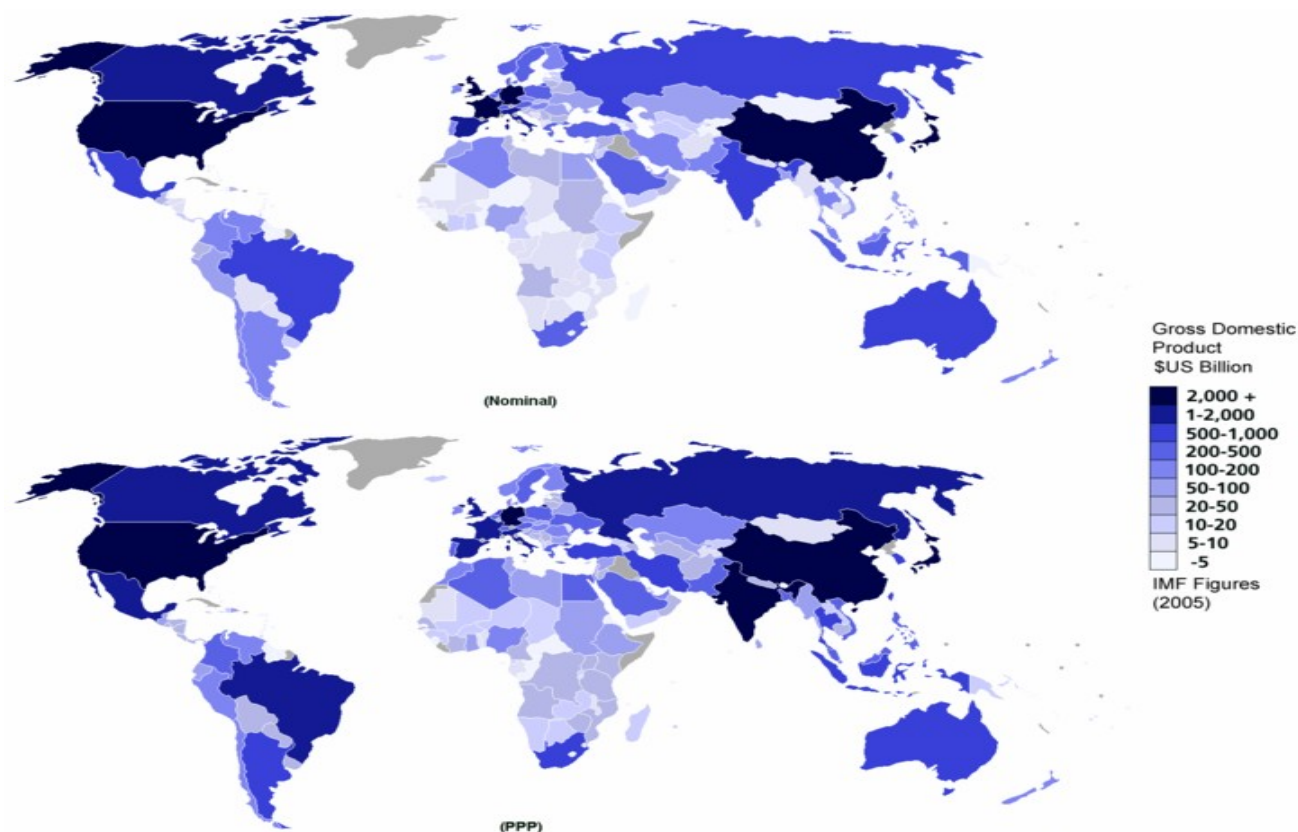 (Nominal)
Gross Domestic
Product
$US Billion
2,000 +
1-2,000
500-1,000
200-500
100-200
50-100
20-50
10-20
5-10
-5
IMF Figures
(2005)
(PPP)